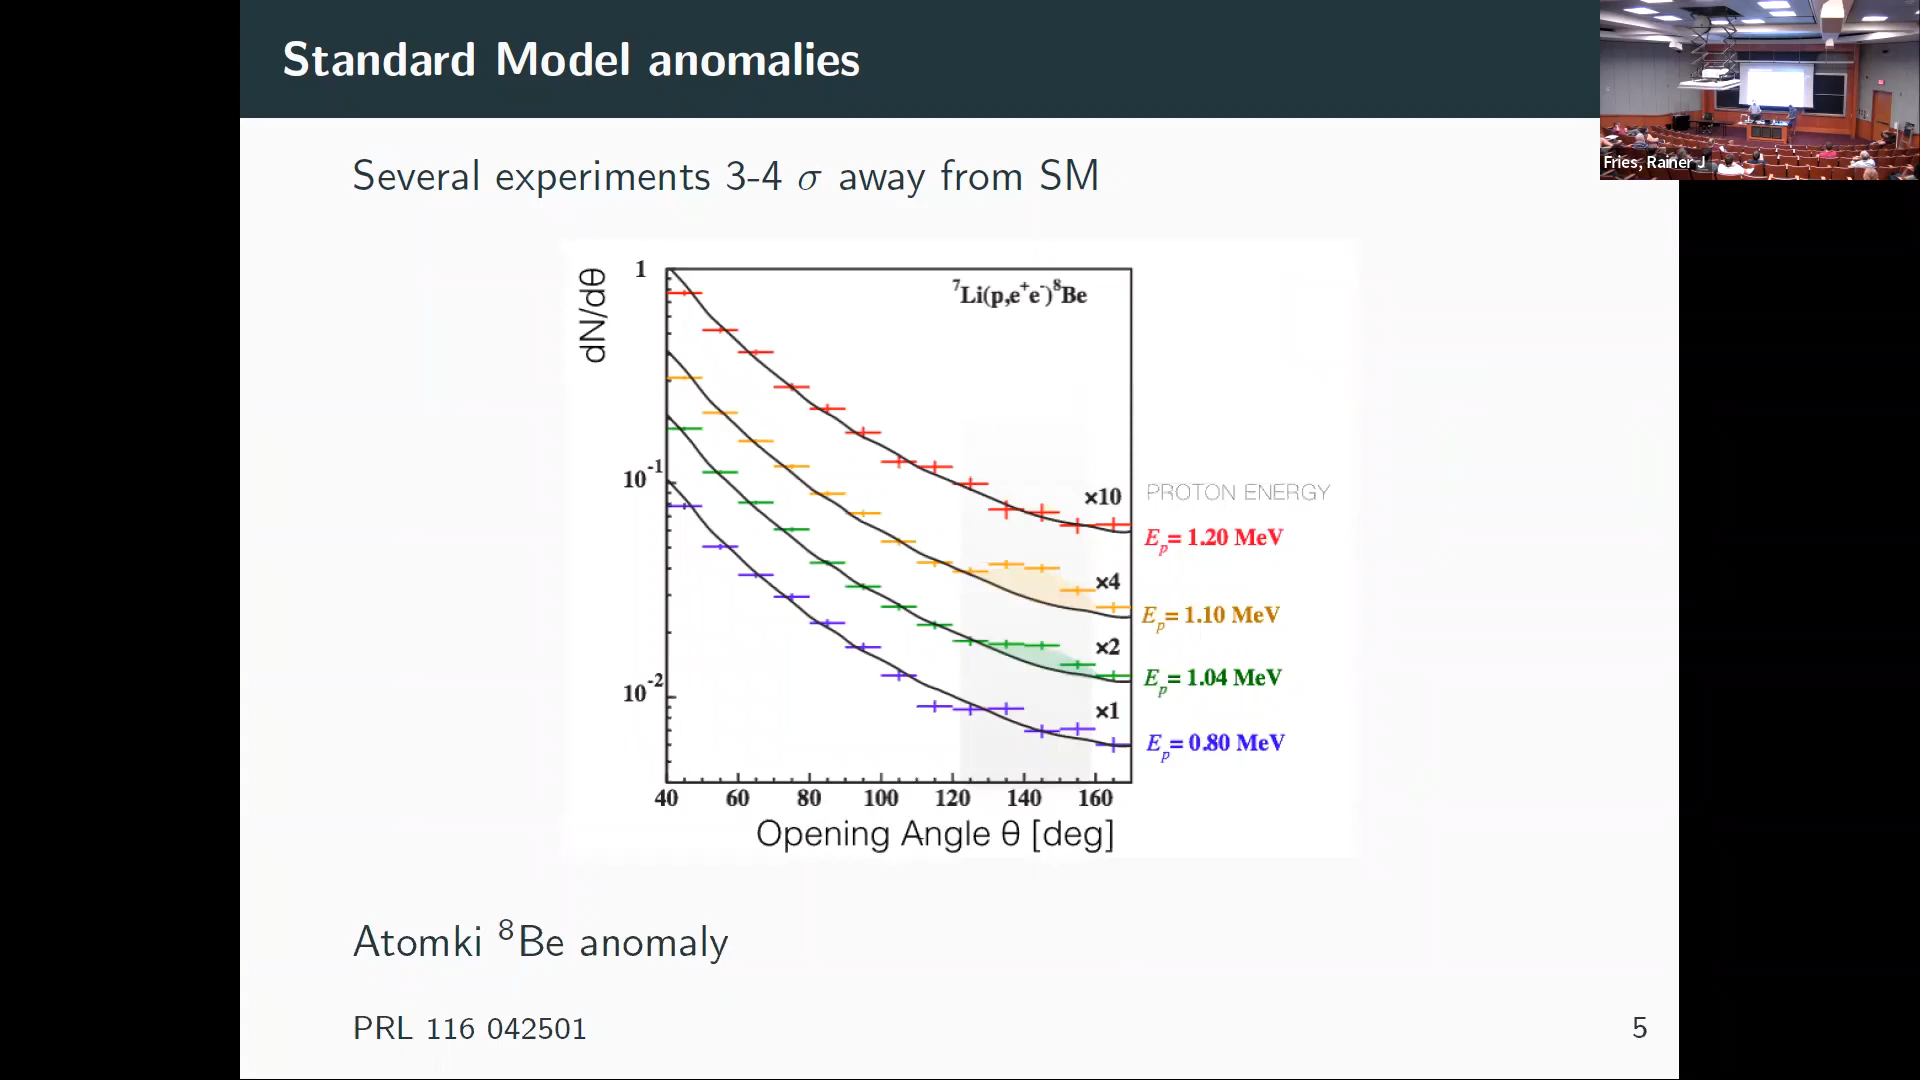 Standard Model anomalies
Fries, Rainer J
Several experiments 3-4 σ away from SM
dN/dθ
1
10⁻¹
10⁻²
⁷Li(p,e⁺e⁻)⁸Be
×10
×4
×2
×1
PROTON ENERGY
Eₚ= 1.20 MeV
Eₚ= 1.10 MeV
Eₚ= 1.04 MeV
Eₚ= 0.80 MeV
40 60 80 100 120 140 160
Opening Angle θ [deg]
Atomki ⁸Be anomaly
PRL 116 042501
5